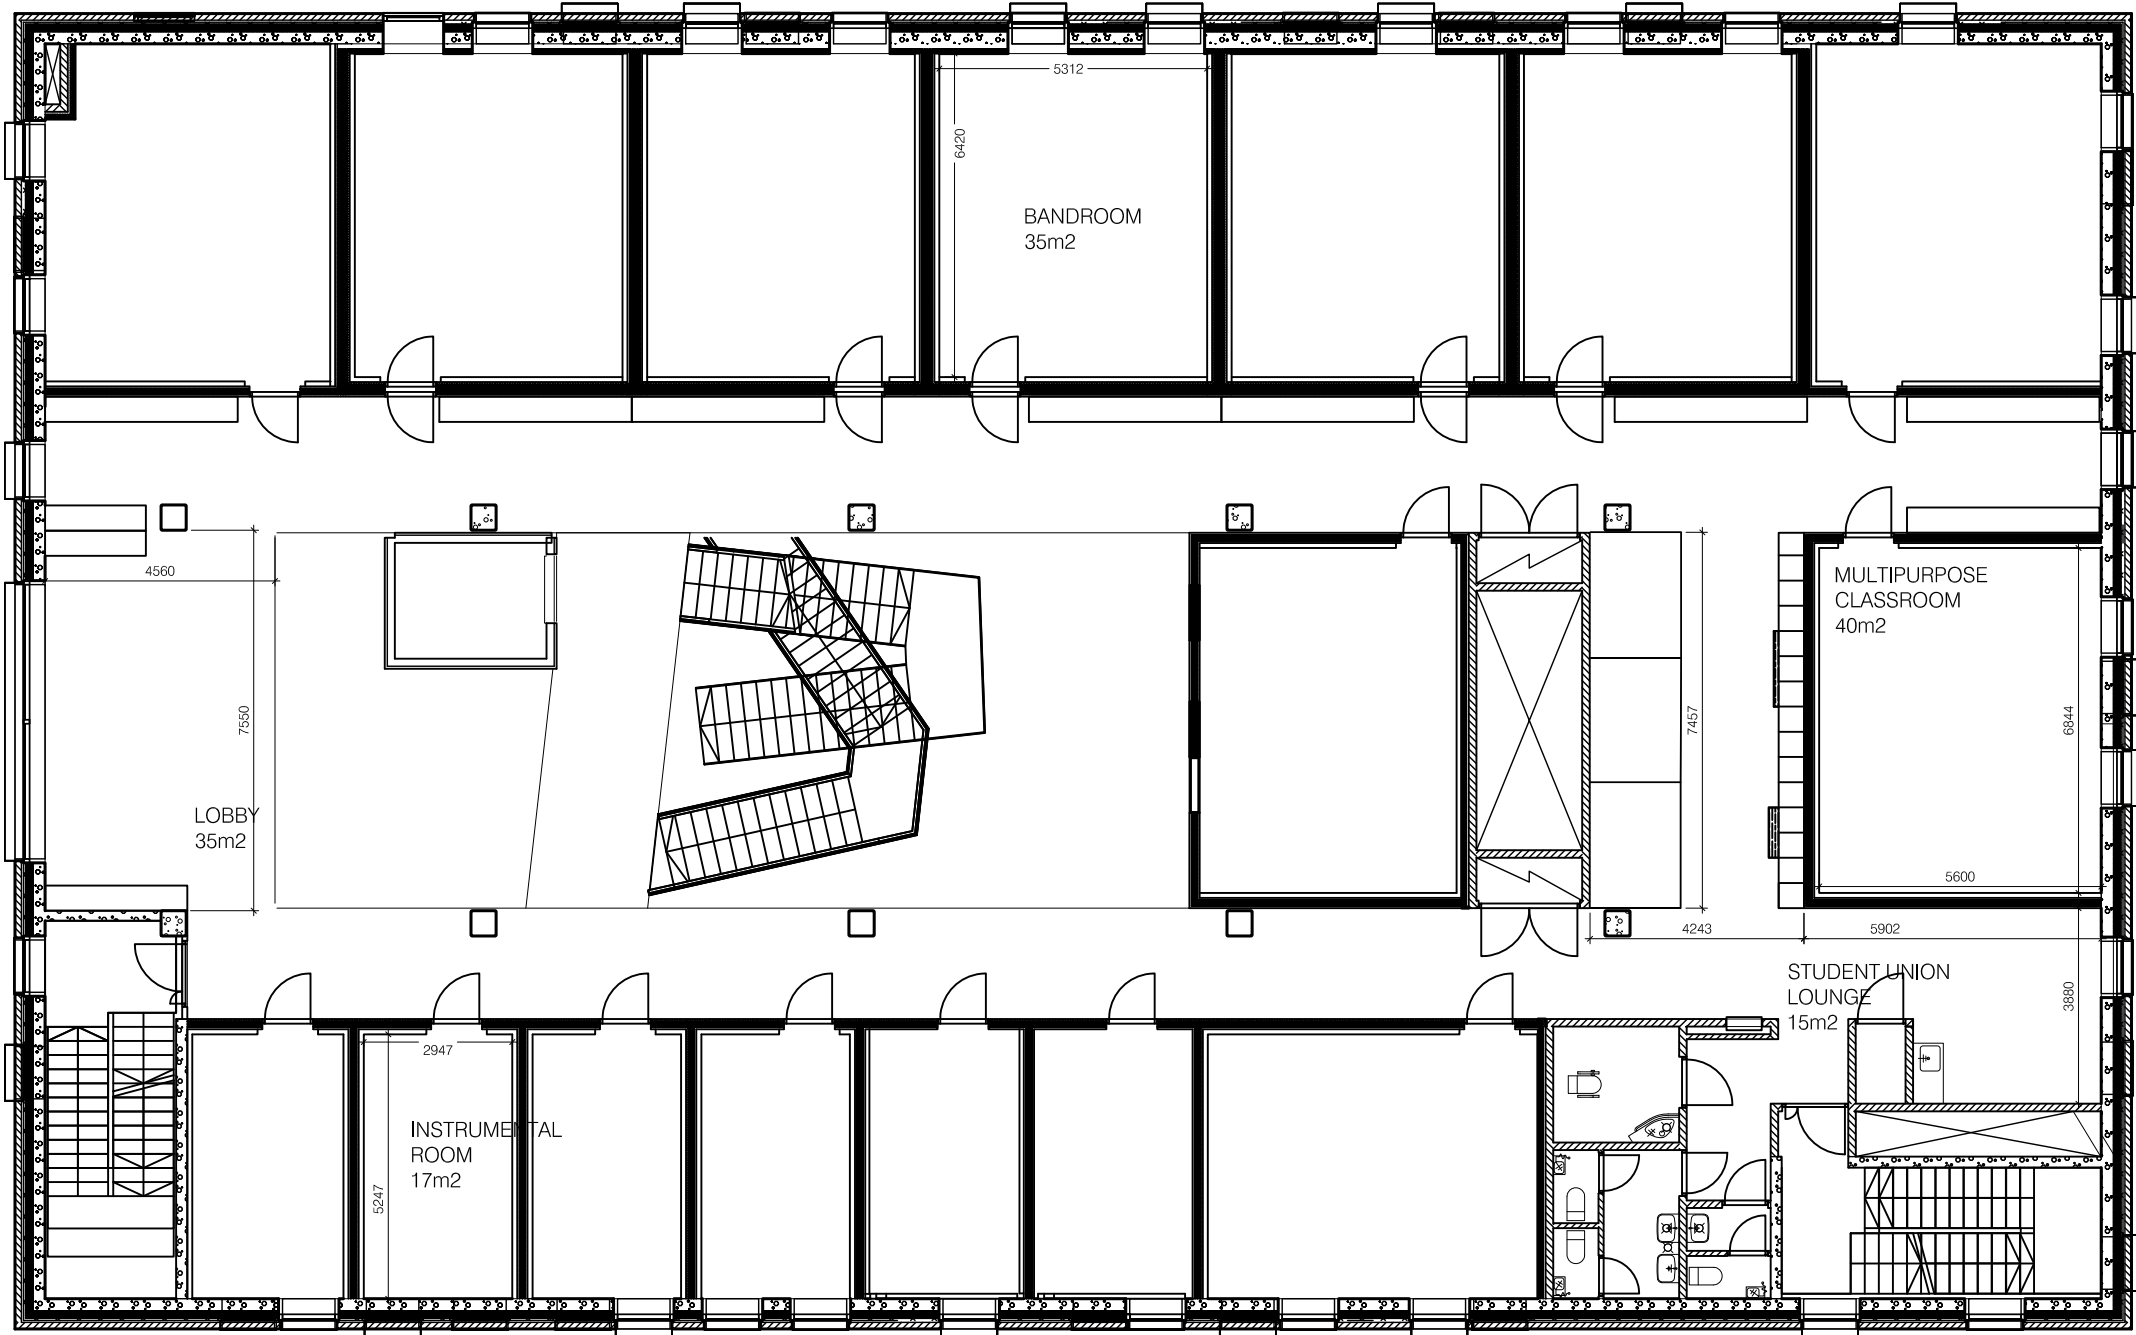 5312
6420
BANDROOM
35m2
4560
7550
LOBBY
35m2
7457
MULTIPURPOSE
CLASSROOM
40m2
6844
5600
4243
5902
STUDENT UNION
LOUNGE
15m2
3880
2947
INSTRUMENTAL
ROOM
17m2
5247